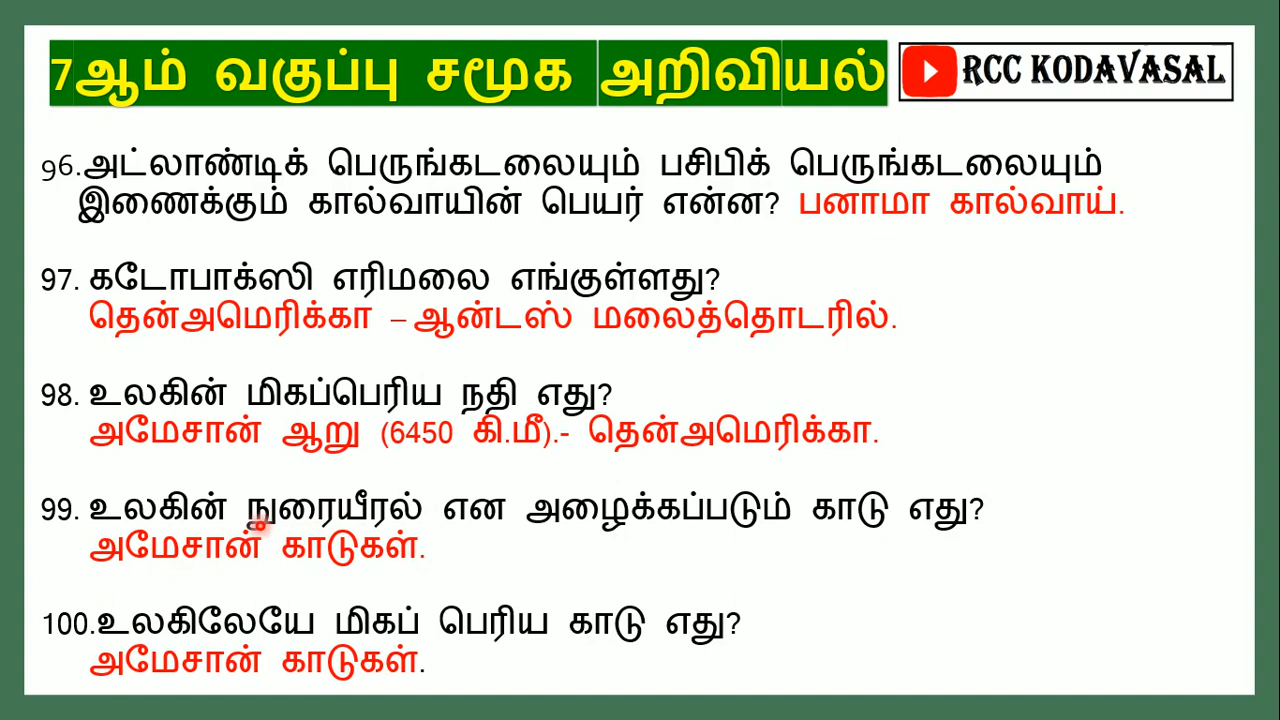 7ஆம் வகுப்பு சமூக அறிவியல்
RCC KODAVASAL
96.அட்லாண்டிக் பெருங்கடலையும் பசிபிக் பெருங்கடலையும்
இணைக்கும் கால்வாயின் பெயர் என்ன? பனாமா கால்வாய்.
97. கடோபாக்ஸி எரிமலை எங்குள்ளது?
தென்அமெரிக்கா – ஆன்டஸ் மலைத்தொடரில்.
98. உலகின் மிகப்பெரிய நதி எது?
அமேசான் ஆறு (6450 கி.மீ).- தென்அமெரிக்கா.
99. உலகின் நுரையீரல் என அழைக்கப்படும் காடு எது?
அமேசான் காடுகள்.
100.உலகிலேயே மிகப் பெரிய காடு எது?
அமேசான் காடுகள்.